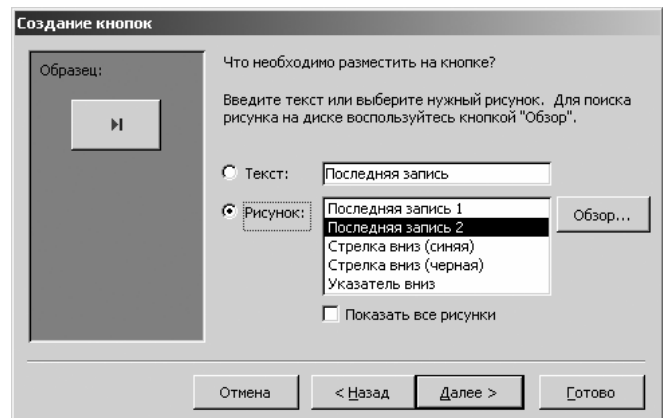 Создание кнопок
Образец:
Что необходимо разместить на кнопке?
Введите текст или выберите нужный рисунок. Для поиска
рисунка на диске воспользуйтесь кнопкой "Обзор".
Текст:
Последняя запись
Рисунок:
Последняя запись 1
Последняя запись 2
Стрелка вниз (синяя)
Стрелка вниз (черная)
Указатель вниз
Обзор...
Показать все рисунки
Отмена
< Назад
Далее >
Готово